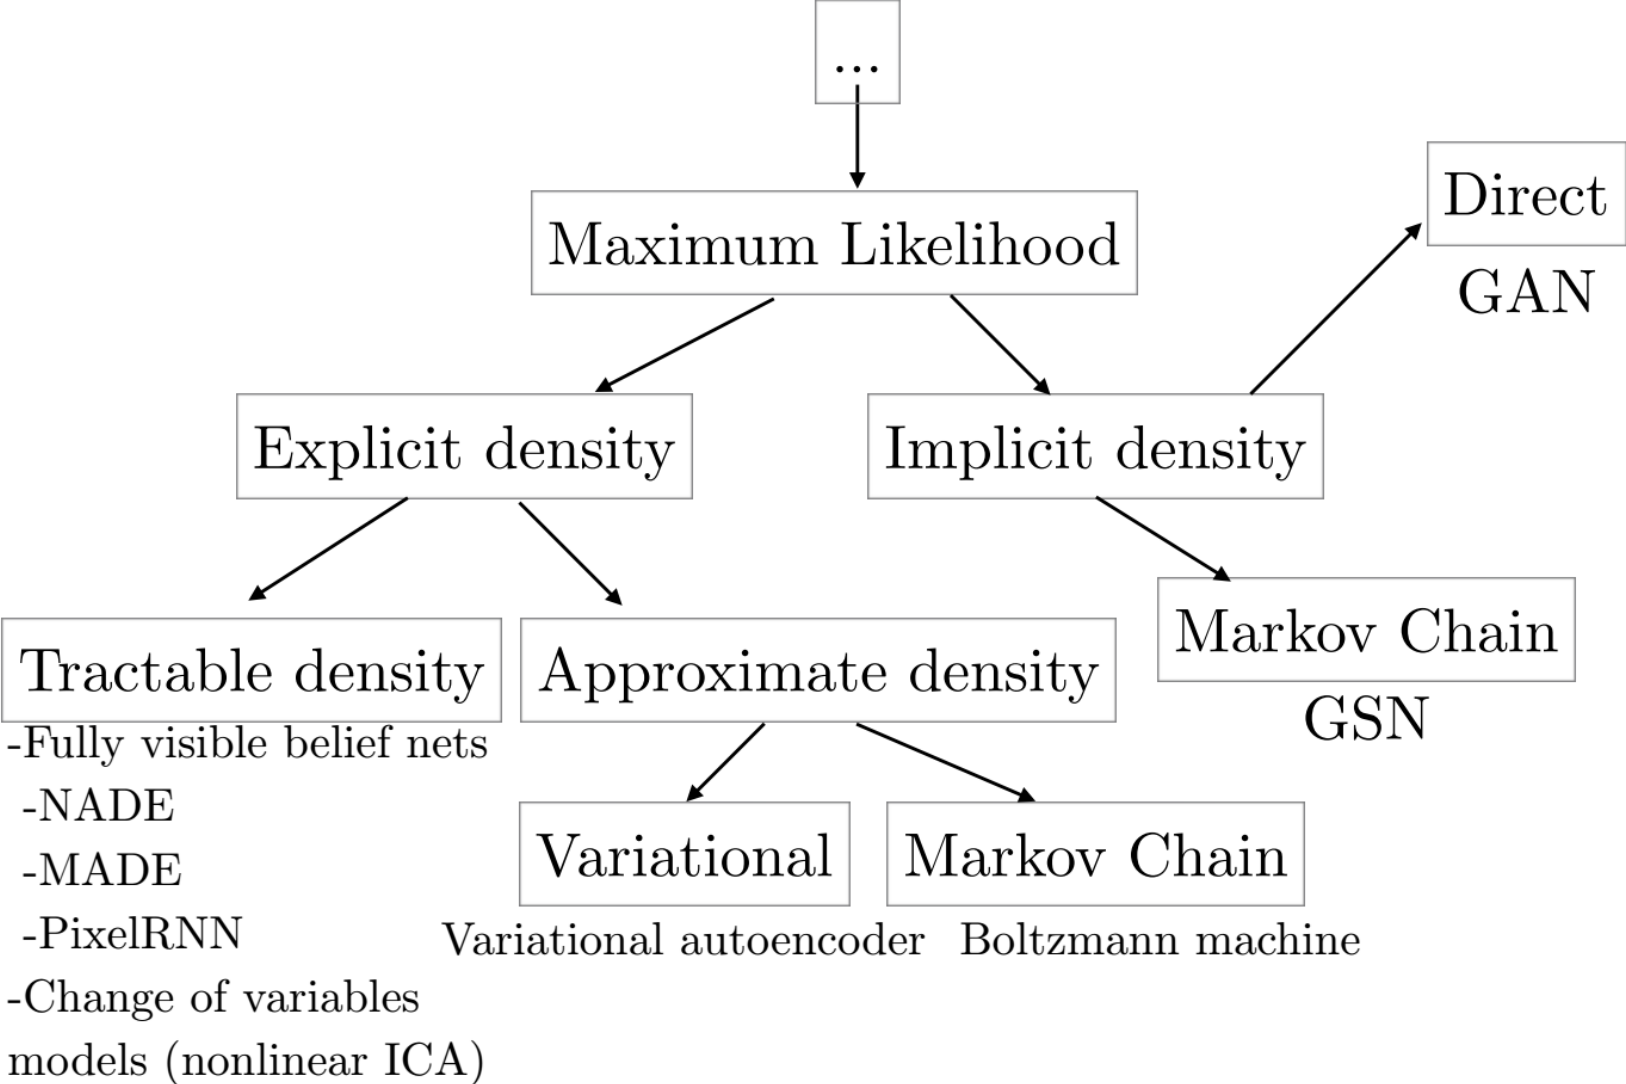 ...
Maximum Likelihood
Direct
GAN
Explicit density
Implicit density
Tractable density
-Fully visible belief nets
-NADE
-MADE
-PixelRNN
-Change of variables
models (nonlinear ICA)
Approximate density
Variational
Variational autoencoder
Markov Chain
Boltzmann machine
Markov Chain
GSN